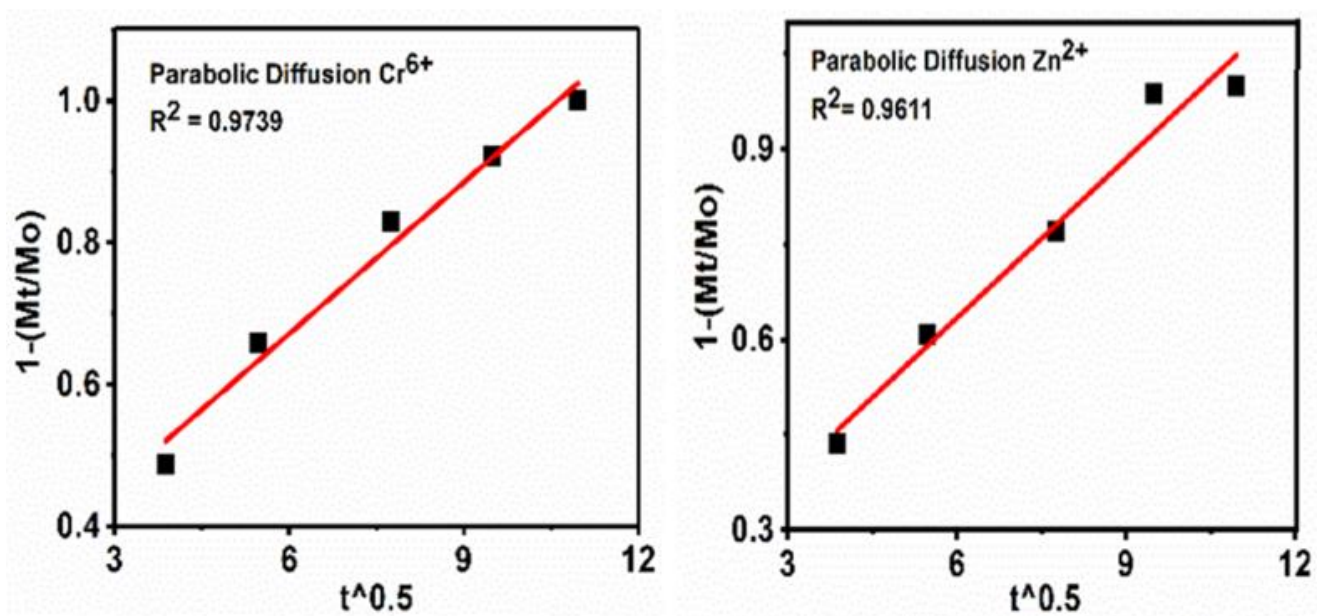 Parabolic Diffusion Cr⁶⁺
R² = 0.9739
1-(Mt/Mo)
1.0
0.8
0.6
0.4
3 6 9 12
t^0.5
Parabolic Diffusion Zn²⁺
R²= 0.9611
1-(Mt/Mo)
0.9
0.6
0.3
3 6 9 12
t^0.5